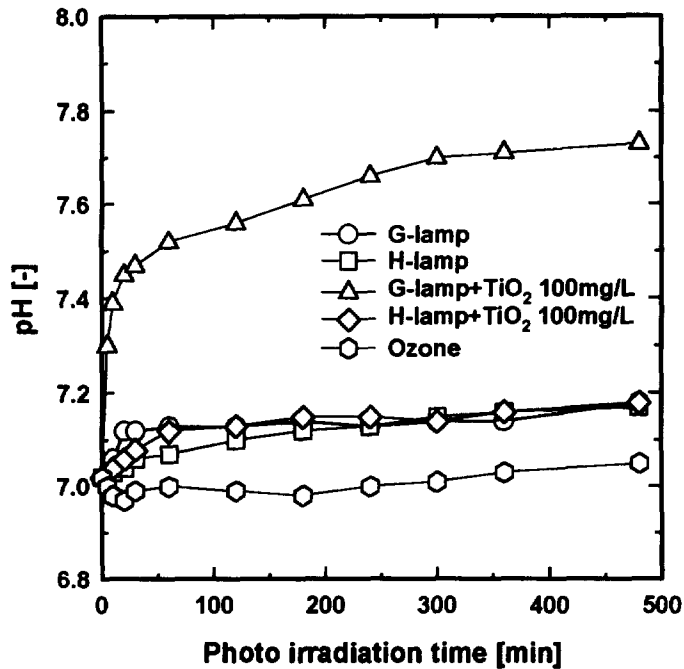 8.0
7.8
7.6
7.4
7.2
7.0
6.8
pH [-]
G-lamp
H-lamp
G-lamp+TiO₂ 100mg/L
H-lamp+TiO₂ 100mg/L
Ozone
0
100
200
300
400
500
Photo irradiation time [min]